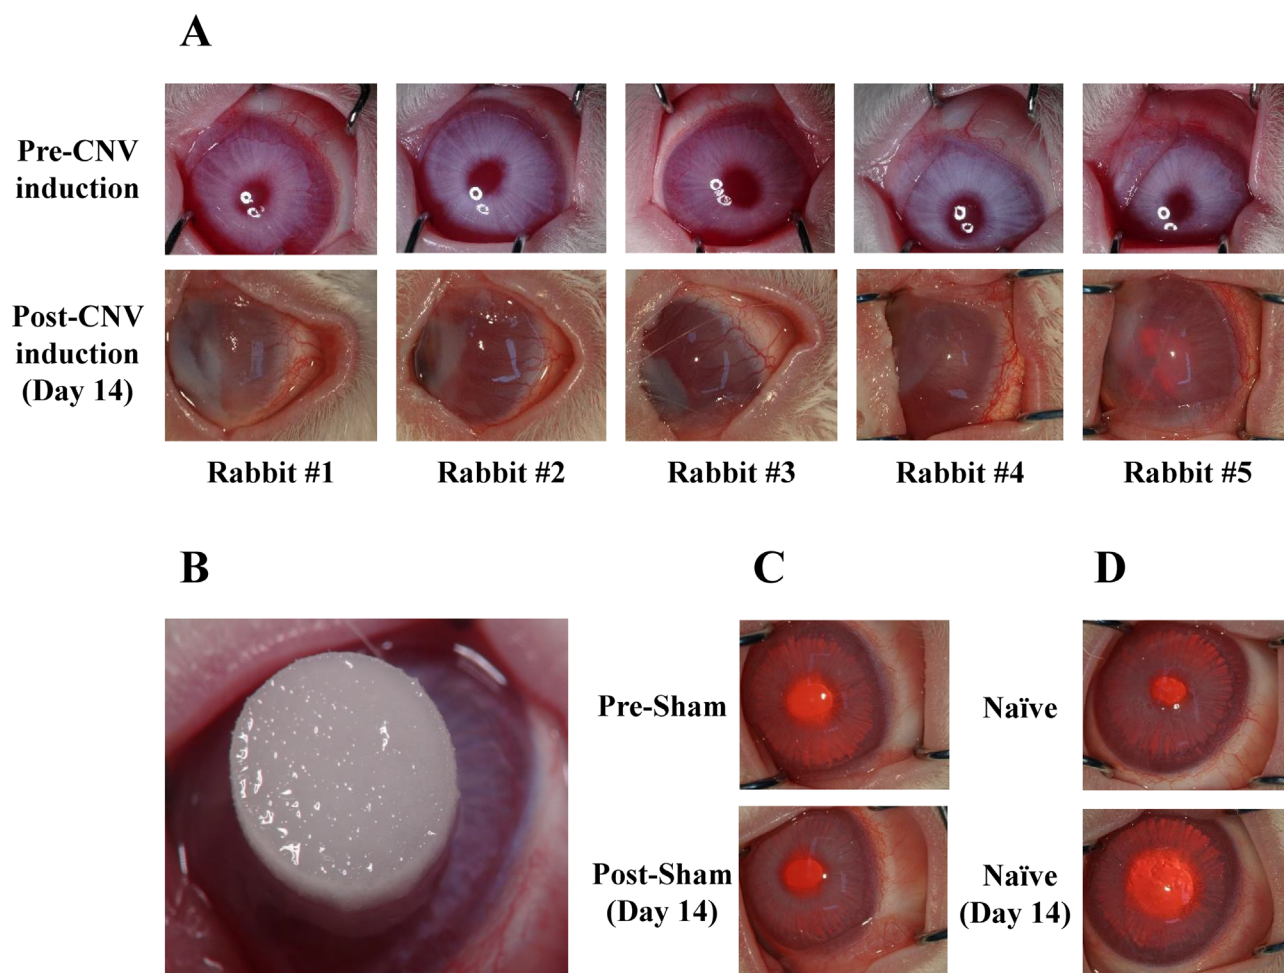 A
Pre-CNV
induction
Post-CNV
induction
(Day 14)
Rabbit #1
Rabbit #2
Rabbit #3
Rabbit #4
Rabbit #5
B
C
D
Pre-Sham
Naïve
Post-Sham
(Day 14)
Naïve
(Day 14)